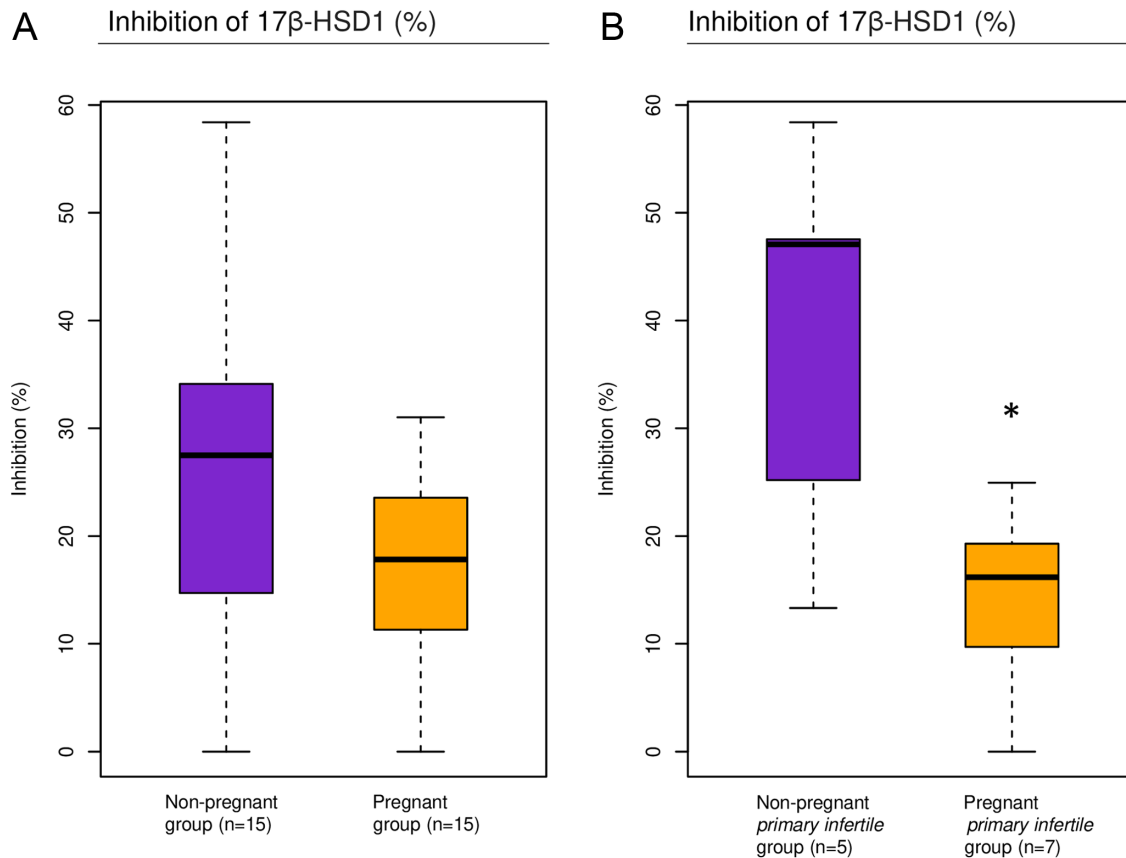 A
Inhibition of 17β-HSD1 (%)
Inhibition (%)
60
50
40
30
20
10
0
Non-pregnant
group (n=15)
Pregnant
group (n=15)
B
Inhibition of 17β-HSD1 (%)
Inhibition (%)
60
50
40
30
20
10
0
*
Non-pregnant
primary infertile
group (n=5)
Pregnant
primary infertile
group (n=7)